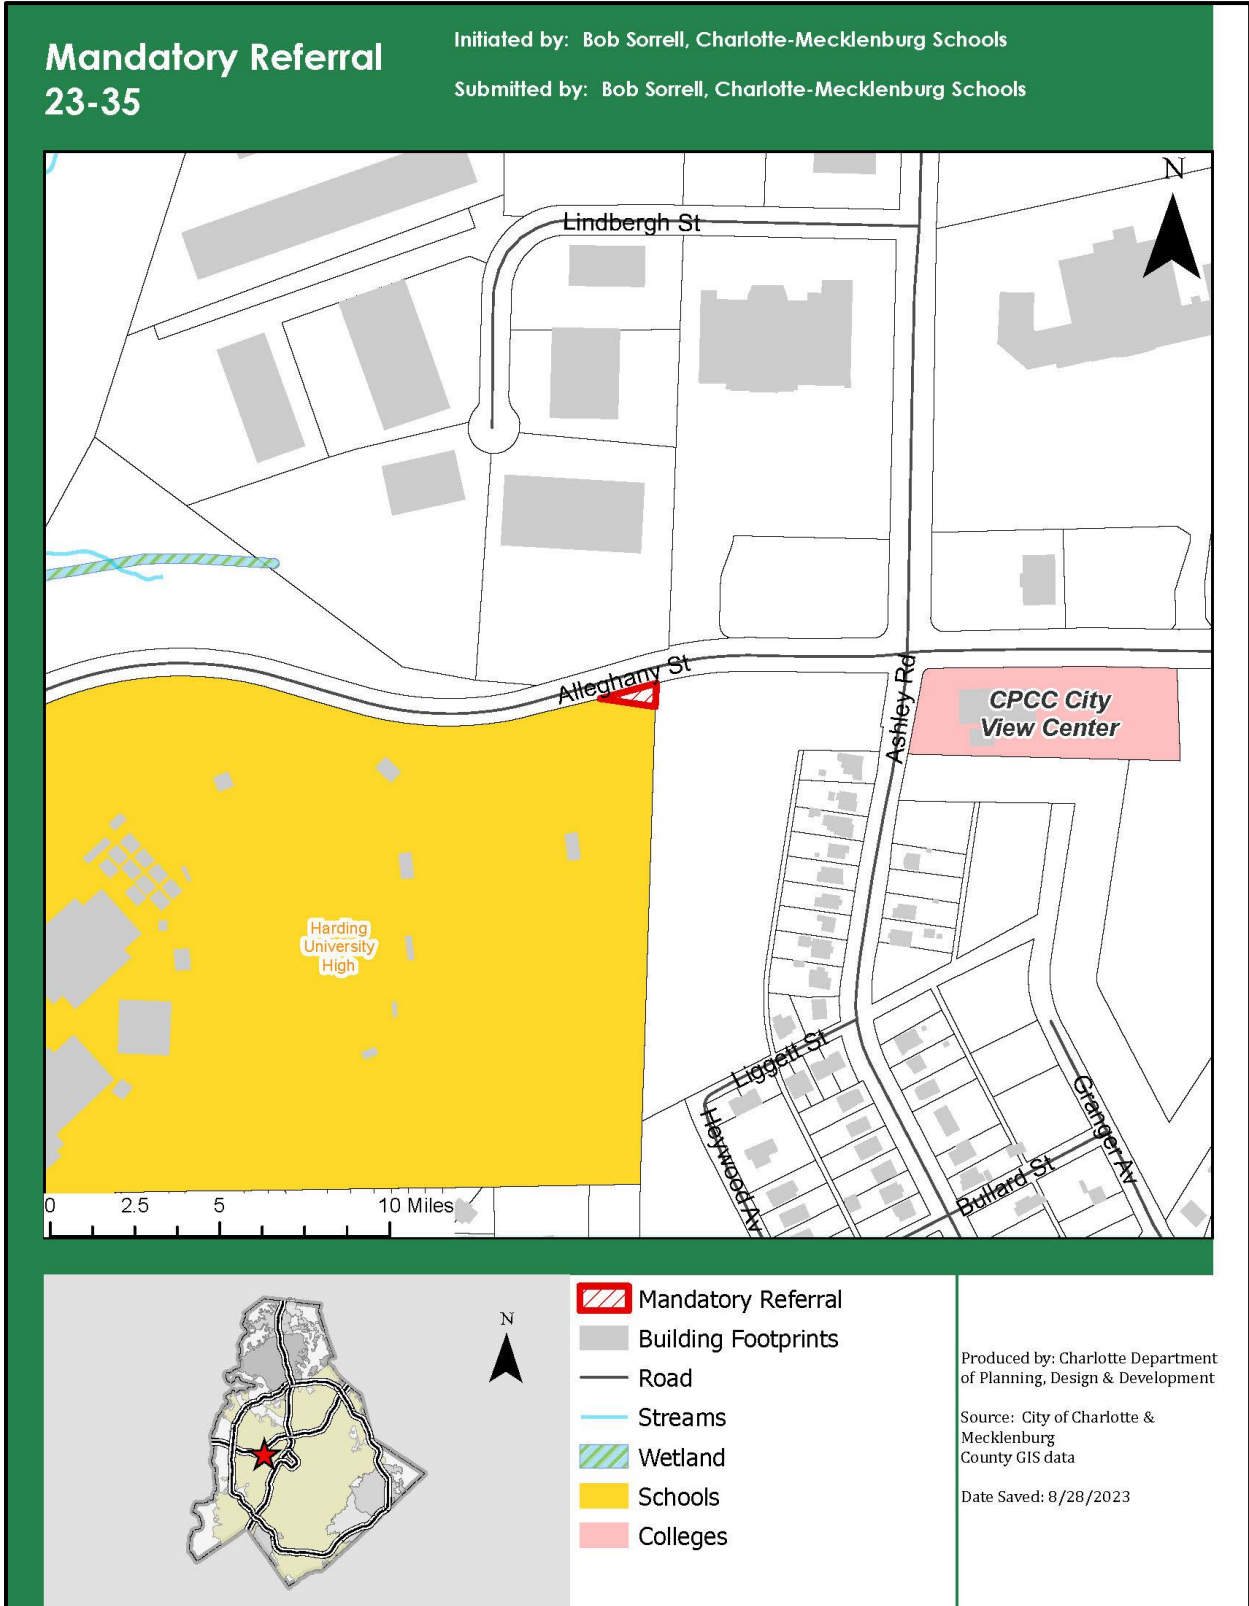 Mandatory Referral
23-35
Initiated by: Bob Sorrell, Charlotte-Mecklenburg Schools
Submitted by: Bob Sorrell, Charlotte-Mecklenburg Schools
N
Lindbergh St
Alleghany St
Ashley Rd
CPCC City
View Center
Harding
University
High
Liggett St
Heywood Av
Granger Av
Bullard St
0 2.5 5 10 Miles
N
Mandatory Referral
Building Footprints
Road
Streams
Wetland
Schools
Colleges
Produced by: Charlotte Department
of Planning, Design & Development
Source: City of Charlotte &
Mecklenburg
County GIS data
Date Saved: 8/28/2023